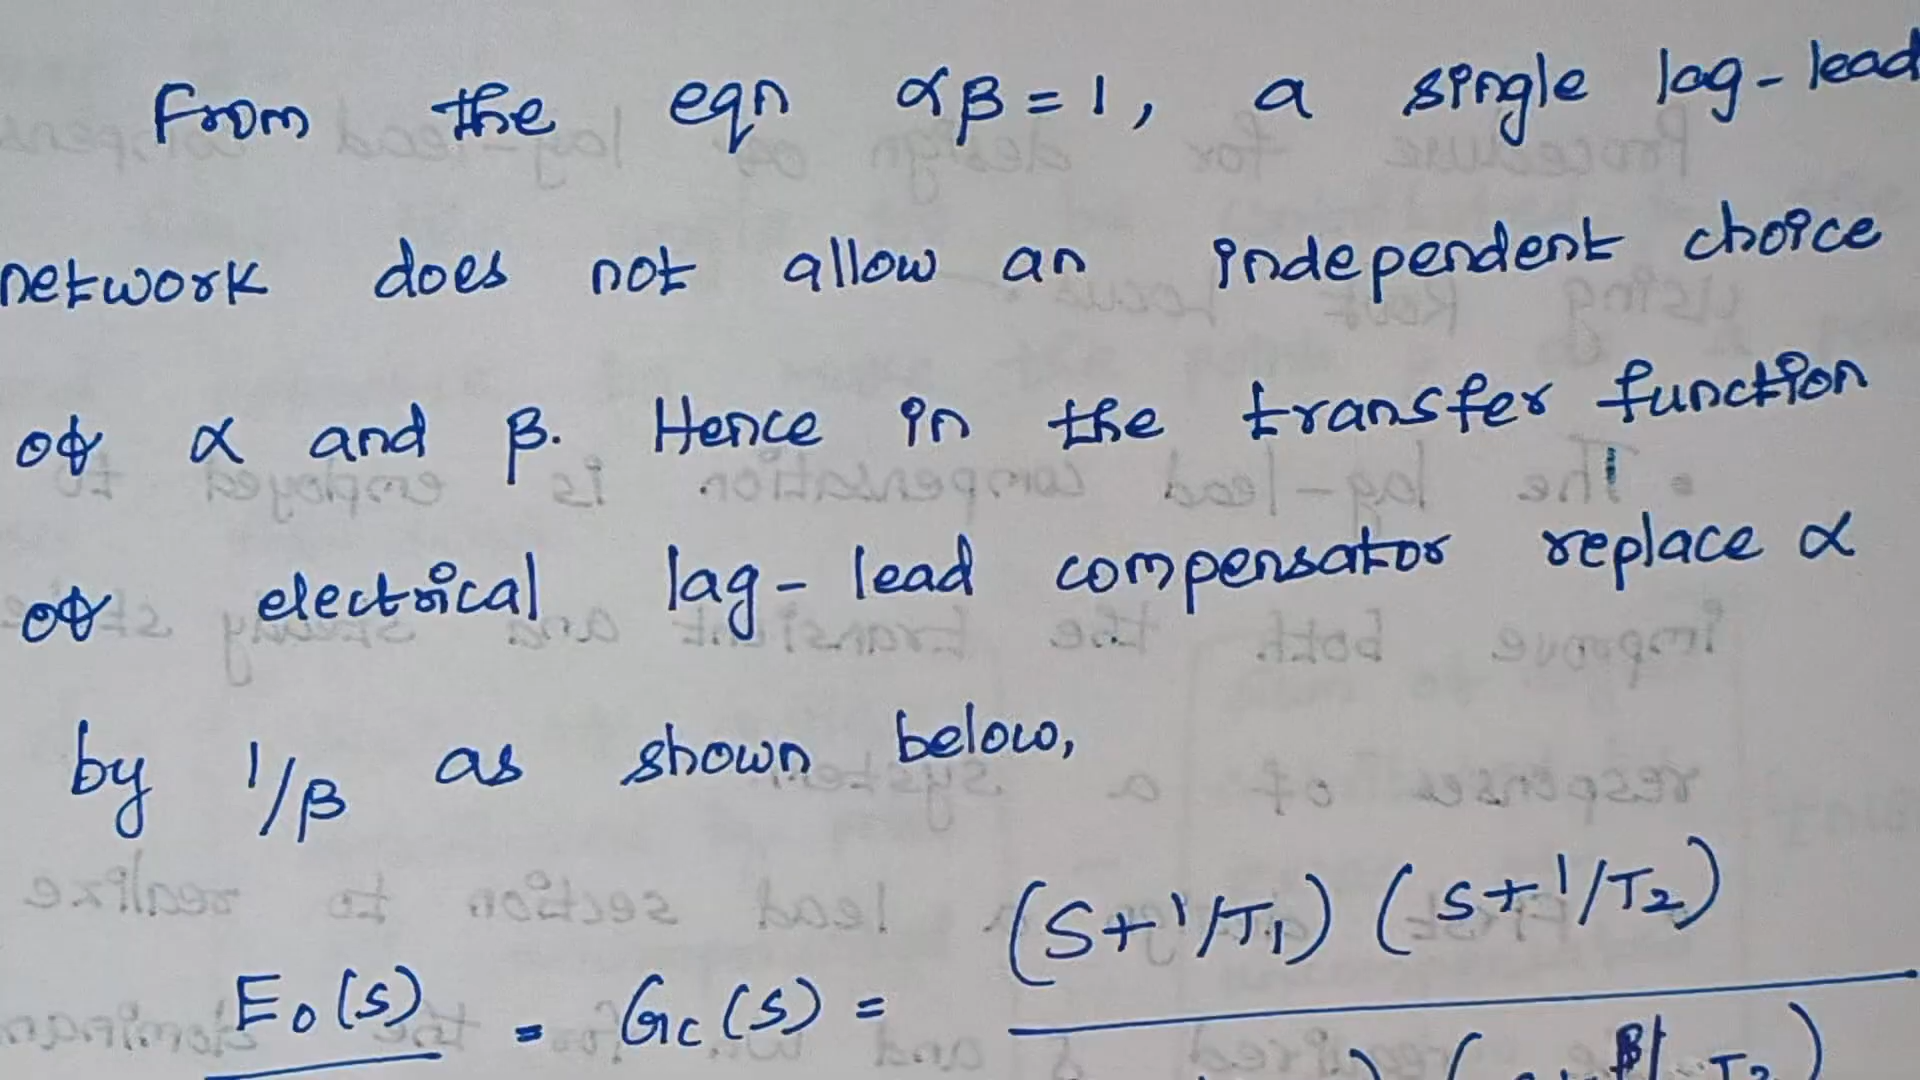 From the eqn αβ = 1, a single lag-lead
network does not allow an independent choice
of α and β. Hence in the transfer function
of electrical lag-lead compensator replace α
by 1/β as shown below,
(S+1/T1) (S+1/T2)
Eo(s) = Gc(s) =
β/T2)